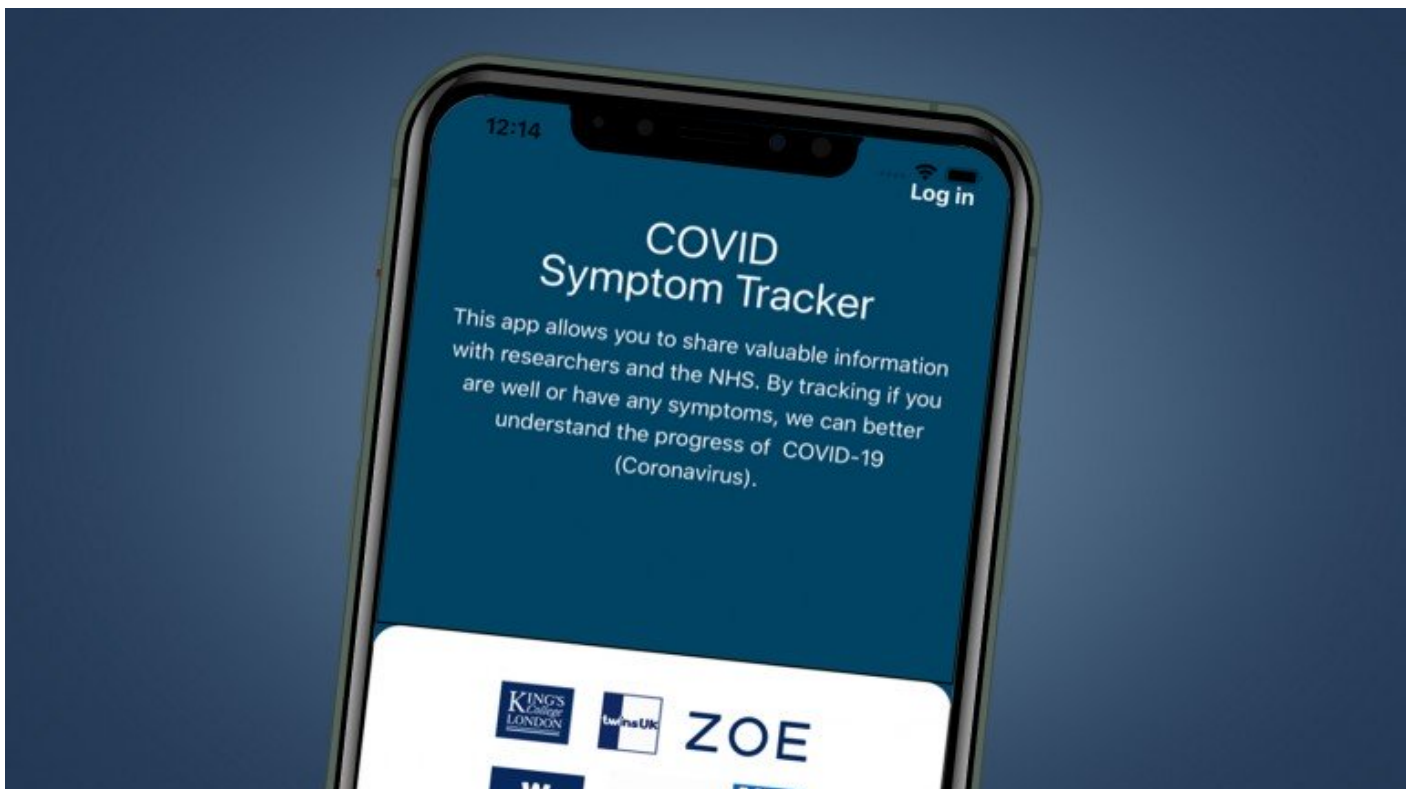 12:14
Log in
COVID
Symptom Tracker
This app allows you to share valuable information
with researchers and the NHS. By tracking if you
are well or have any symptoms, we can better
understand the progress of COVID-19
(Coronavirus).
KING'S
College
LONDON
twinsUK
ZOE